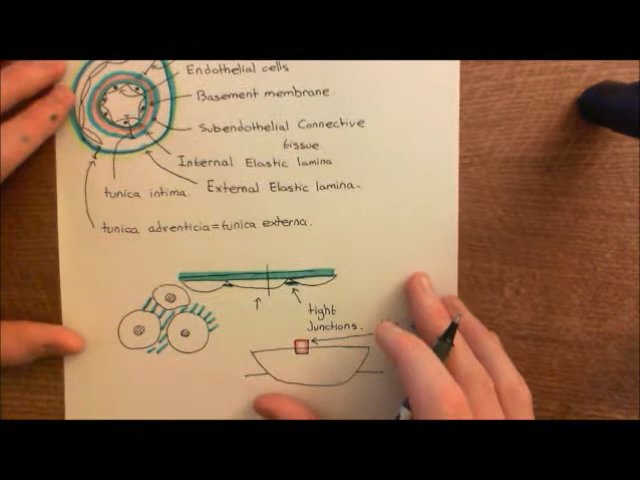 Endothelial cells
Basement membrane
Subendothelial Connective
tissue
Internal Elastic lamina
tunica intima.
External Elastic lamina.
tunica adventicia = tunica externa.
tight
Junctions.